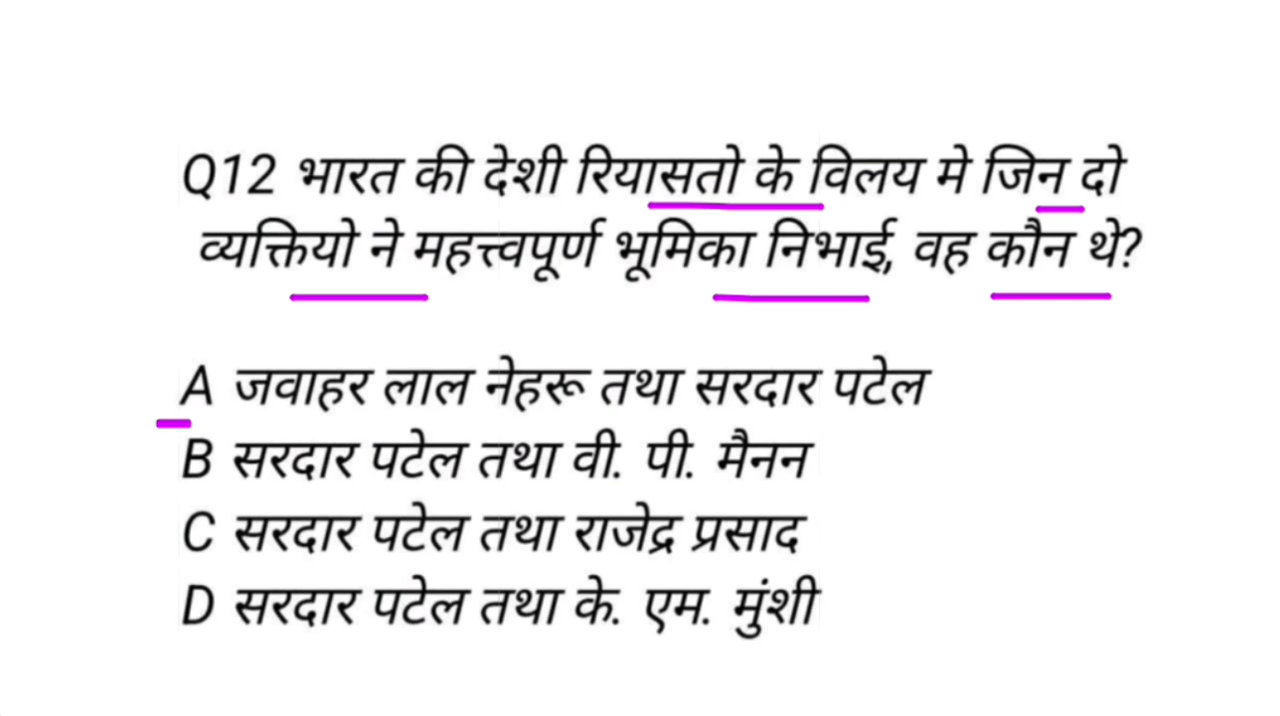 Q12 भारत की देशी रियासतो के विलय मे जिन दो
व्यक्तियो ने महत्त्वपूर्ण भूमिका निभाई, वह कौन थे?
A जवाहर लाल नेहरू तथा सरदार पटेल
B सरदार पटेल तथा वी. पी. मैनन
C सरदार पटेल तथा राजेद्र प्रसाद
D सरदार पटेल तथा के. एम. मुंशी